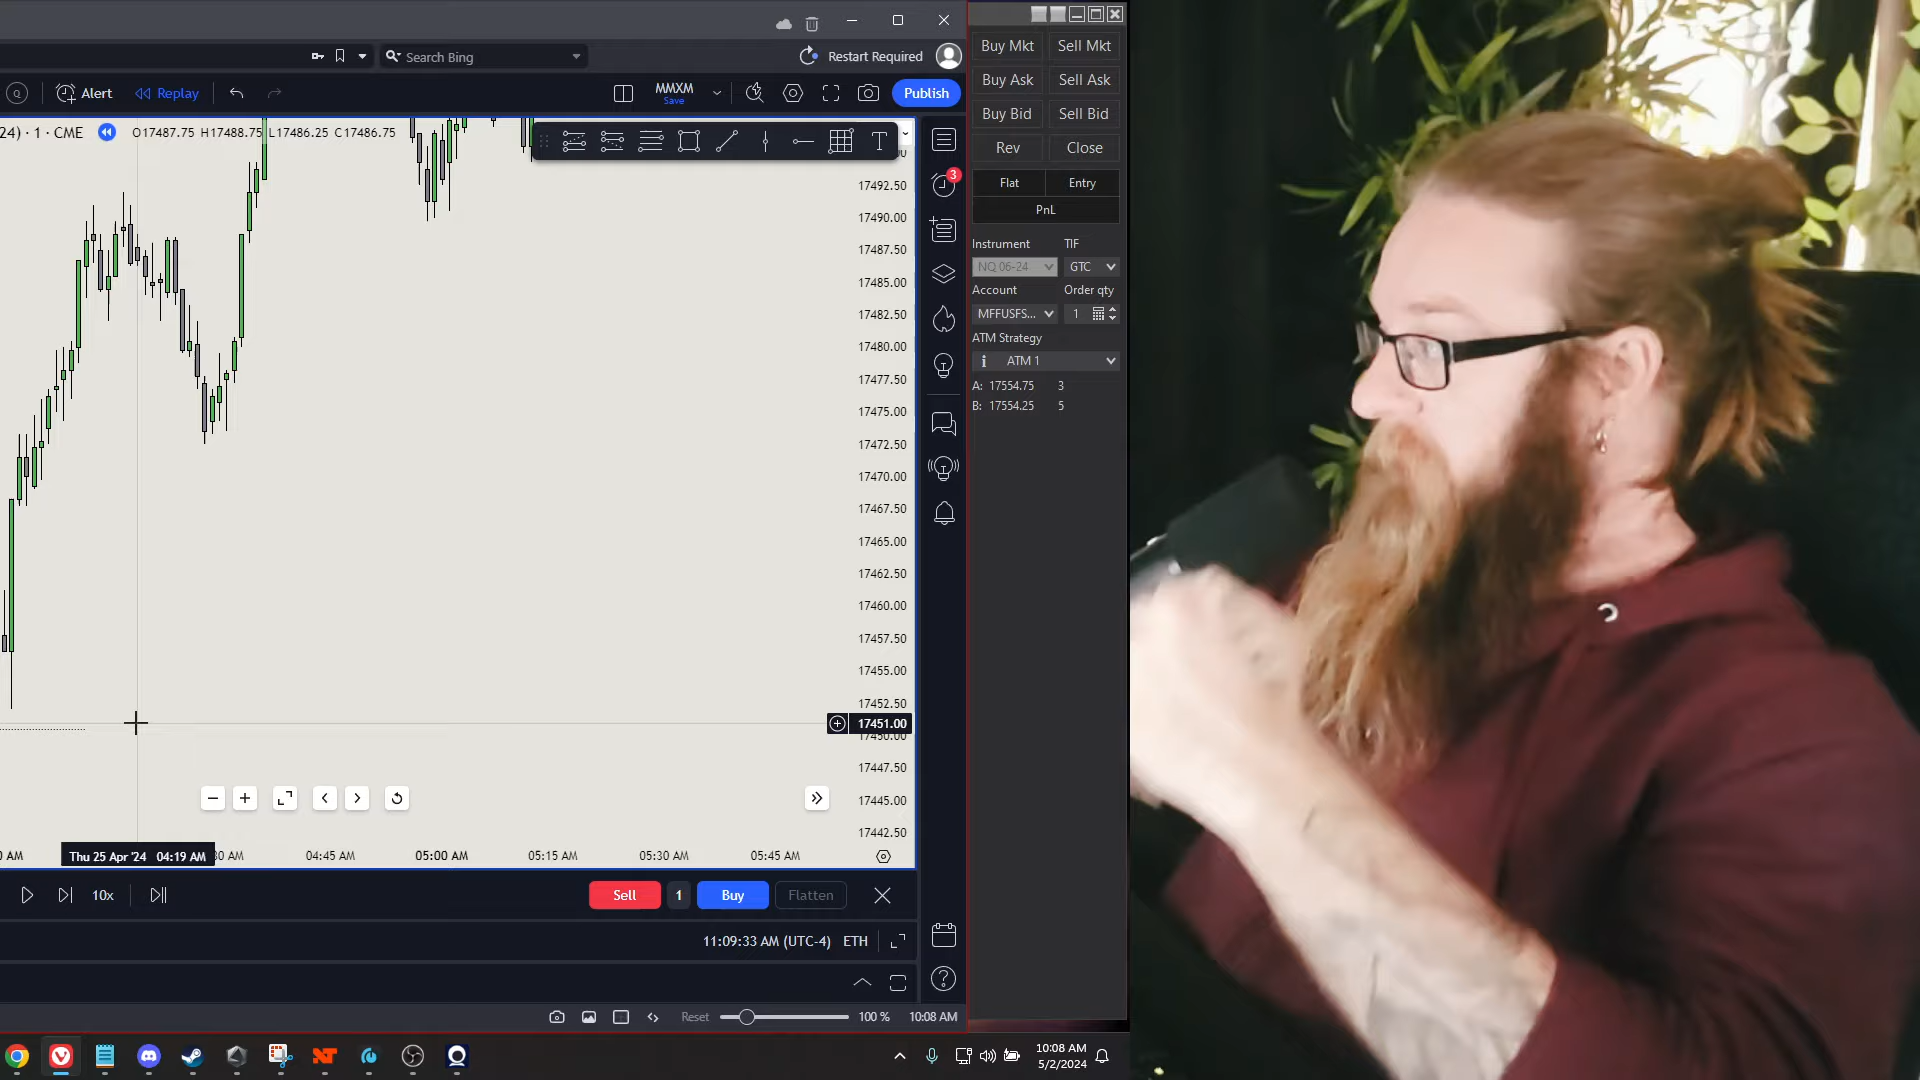 Search Bing
Restart Required
Alert
Replay
MMXM
Save
Publish
24) · 1 · CME
O17487.75 H17488.75 L17486.25 C17486.75
T
3
17492.50
17490.00
17487.50
17485.00
17482.50
17480.00
17477.50
17475.00
17472.50
17470.00
17467.50
17465.00
17462.50
17460.00
17457.50
17455.00
17452.50
17451.00
17450.00
17447.50
17445.00
17442.50
0 AM
Thu 25 Apr '24 04:19 AM
30 AM
04:45 AM
05:00 AM
05:15 AM
05:30 AM
05:45 AM
10x
Sell
1
Buy
Flatten
11:09:33 AM (UTC-4)
ETH
Reset
100 %
10:08 AM
Buy Mkt
Sell Mkt
Buy Ask
Sell Ask
Buy Bid
Sell Bid
Rev
Close
Flat
Entry
PnL
Instrument
TIF
NQ 06-24
GTC
Account
Order qty
MFFUSFS...
1
ATM Strategy
ATM 1
A: 17554.75 3
B: 17554.25 5
10:08 AM
5/2/2024